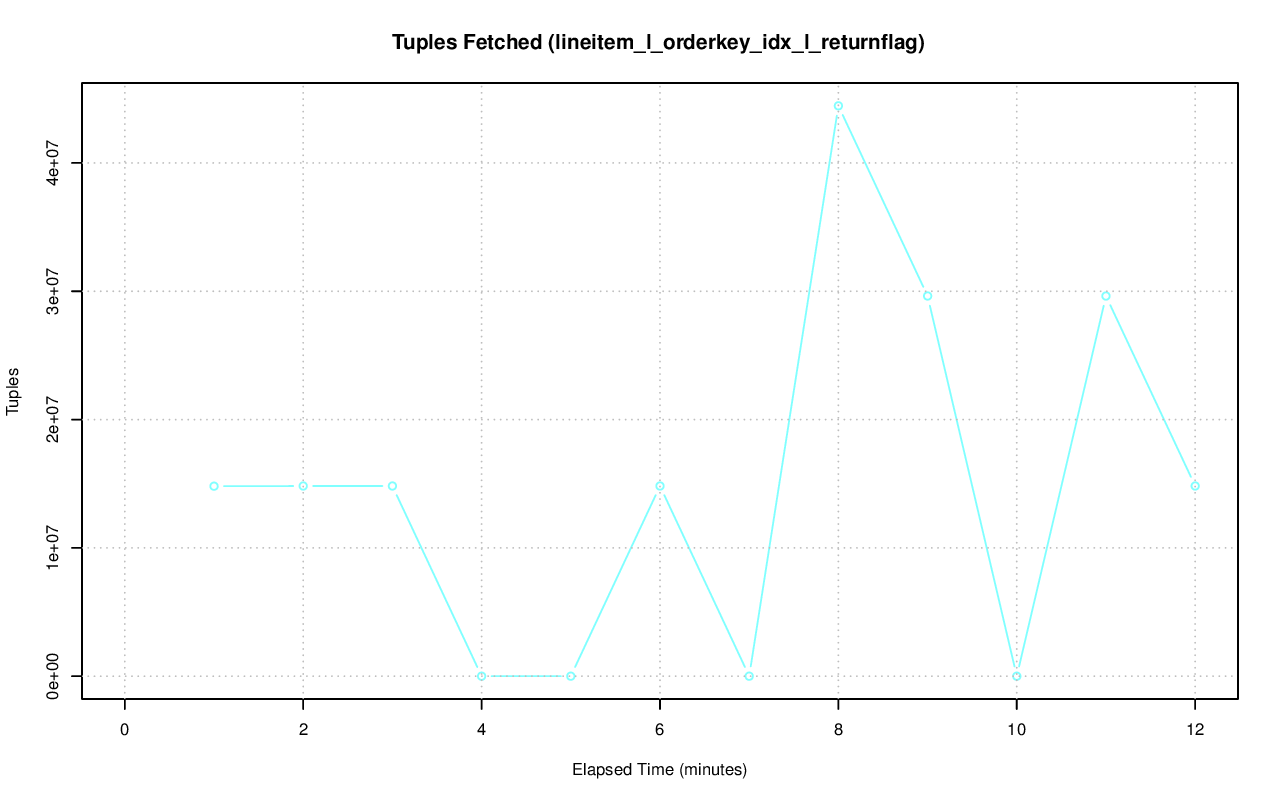 Tuples Fetched (lineitem_l_orderkey_idx_l_returnflag)
4e+07
3e+07
2e+07
1e+07
0e+00
Tuples
0 2 4 6 8 10 12
Elapsed Time (minutes)